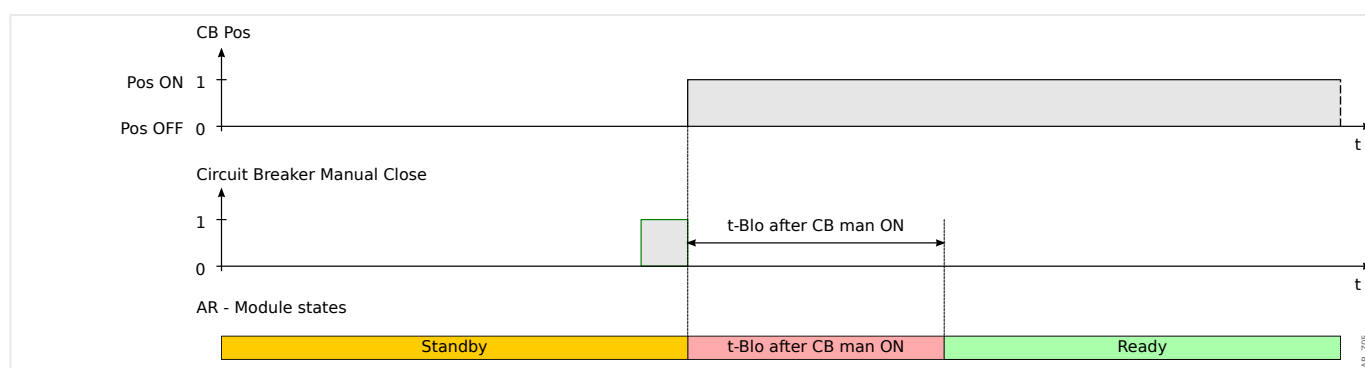 CB Pos
Pos ON 1
Pos OFF 0
t
Circuit Breaker Manual Close
1
t-Blo after CB man ON
0
t
AR - Module states
Standby t-Blo after CB man ON Ready
AR_Z05